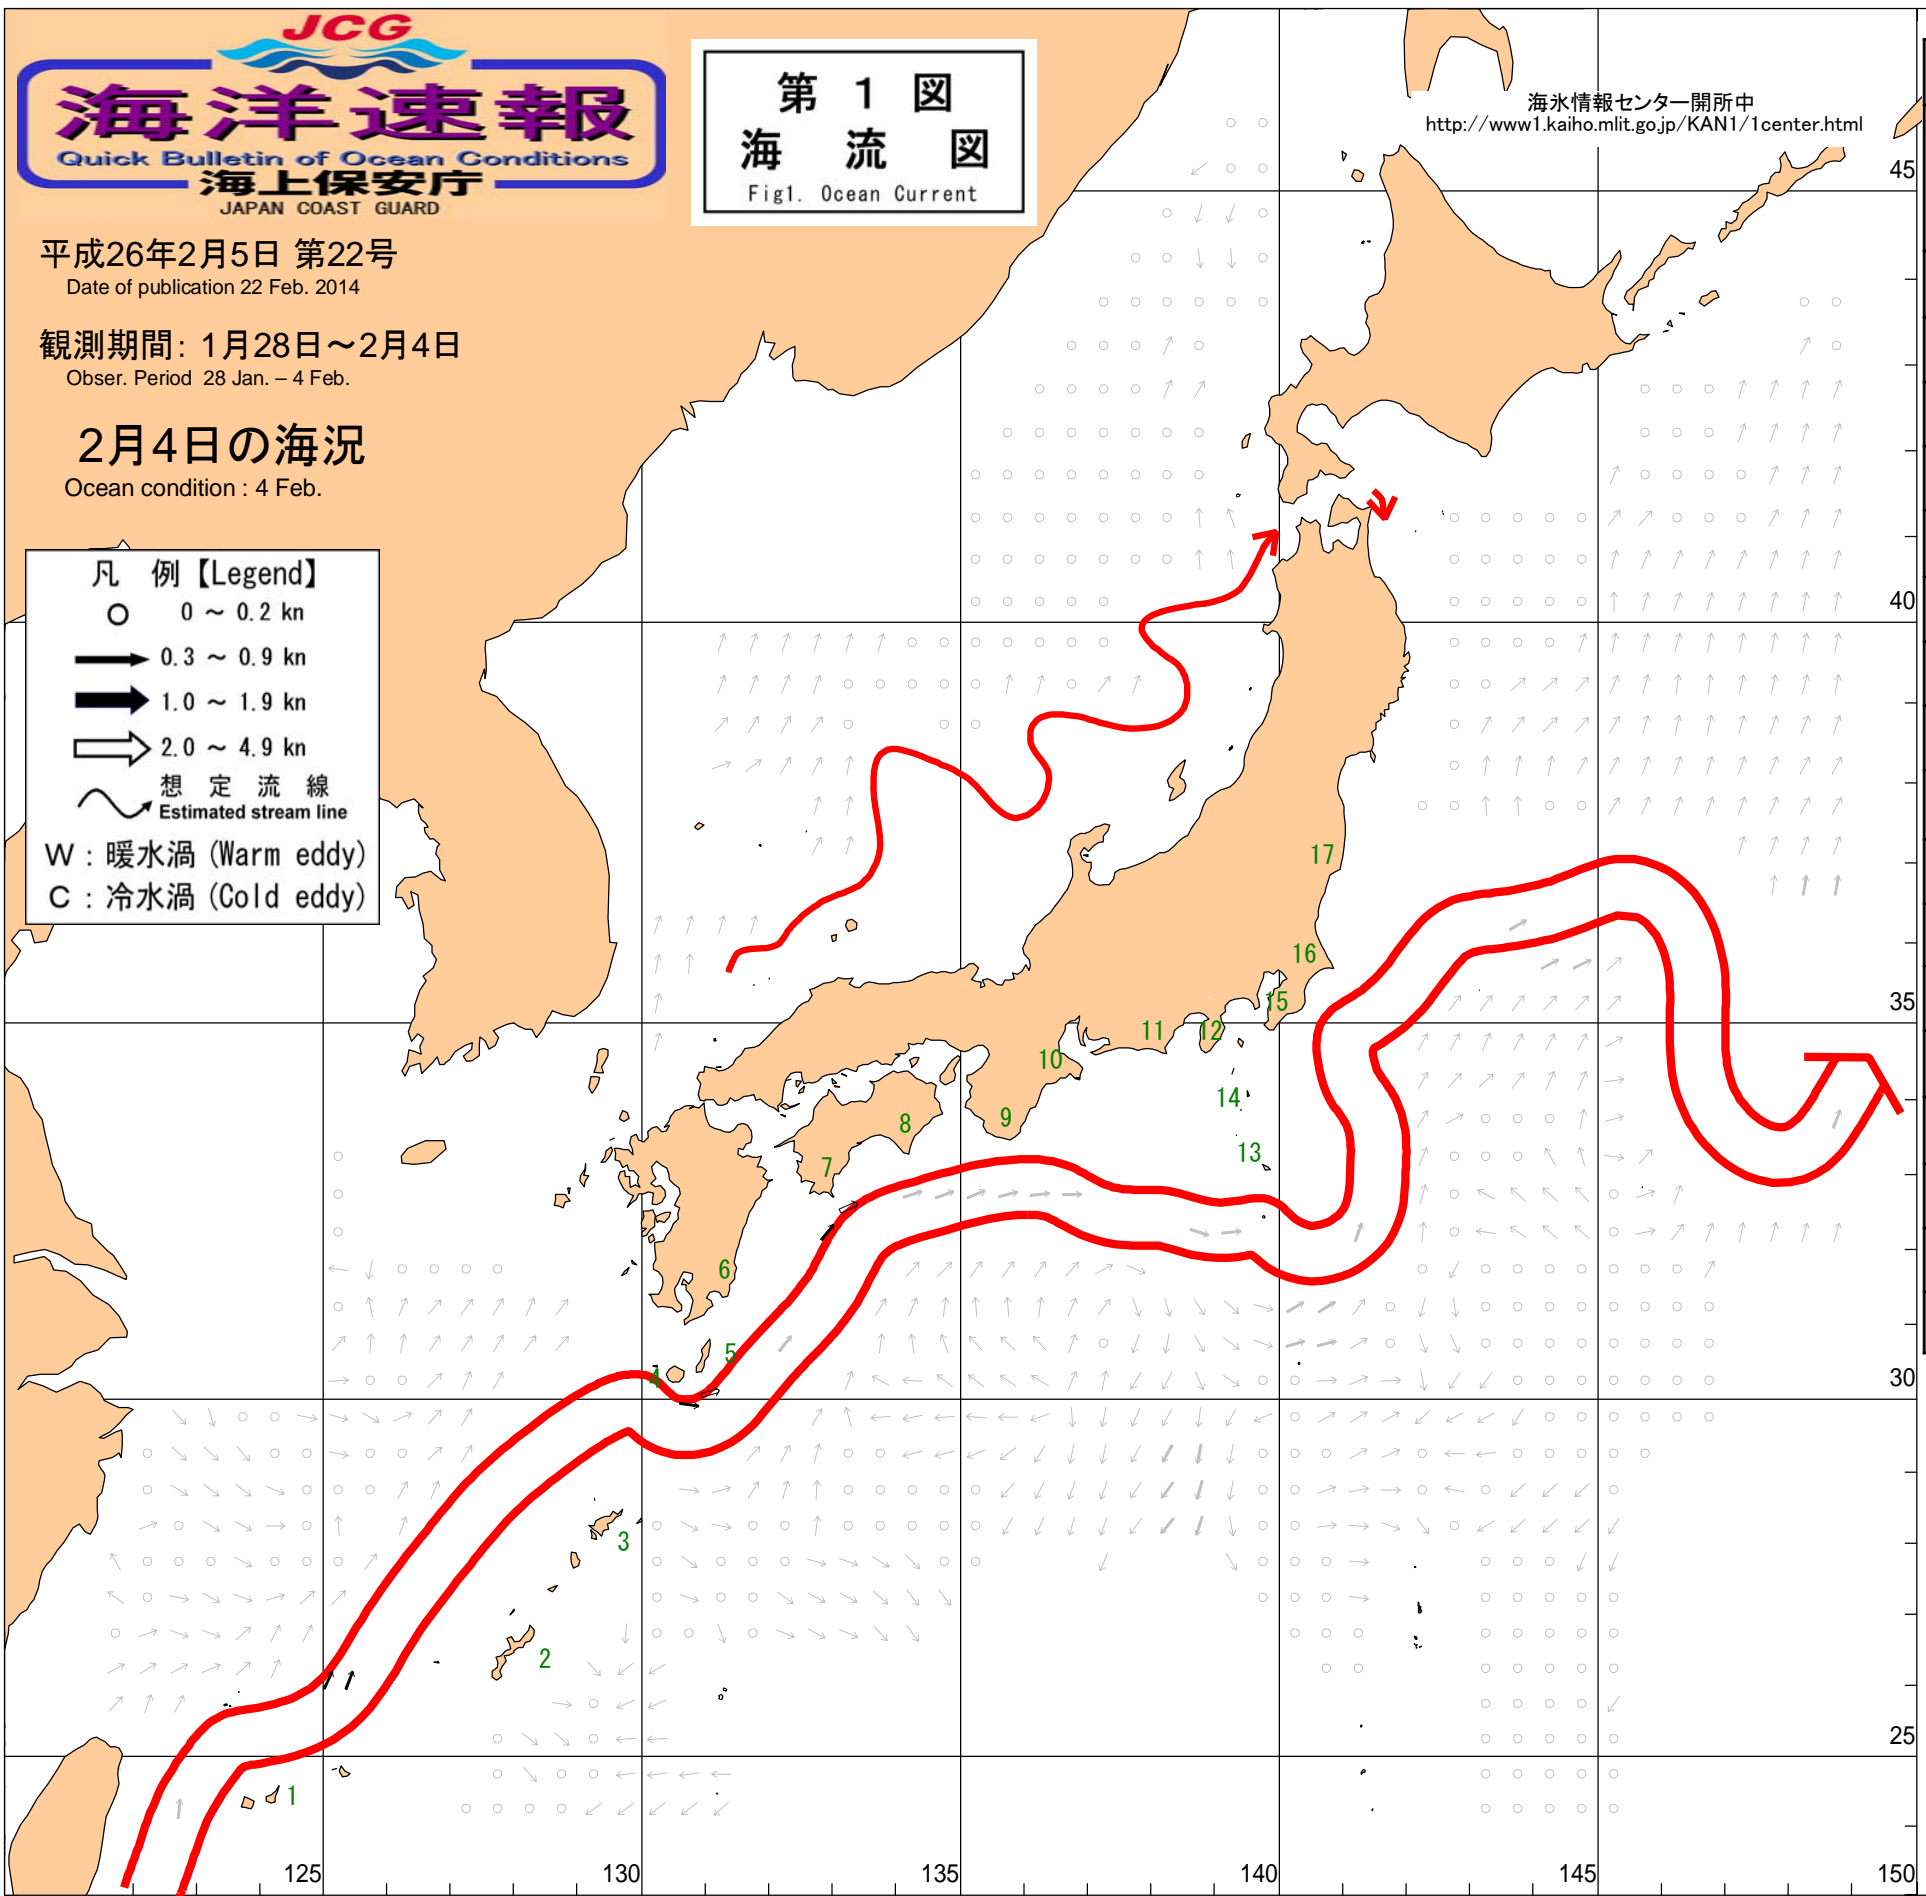 JCG
海洋速報
Quick Bulletin of Ocean Conditions
海上保安庁
JAPAN COAST GUARD
第 1 図
海 流 図
Fig1. Ocean Current
海氷情報センター開所中
http://www1.kaiho.mlit.go.jp/KAN1/1center.html
平成26年2月5日 第22号
Date of publication 22 Feb. 2014
観測期間: 1月28日～2月4日
Obser. Period 28 Jan. – 4 Feb.
2月4日の海況
Ocean condition : 4 Feb.
凡 例【Legend】
0 ～ 0.2 kn
0.3 ～ 0.9 kn
1.0 ～ 1.9 kn
2.0 ～ 4.9 kn
想 定 流 線
Estimated stream line
W : 暖水渦 (Warm eddy)
C : 冷水渦 (Cold eddy)
45
40
17
16
15
35
11
12
10
14
9
8
13
7
6
5
4
30
3
2
25
1
125
130
135
140
145
150